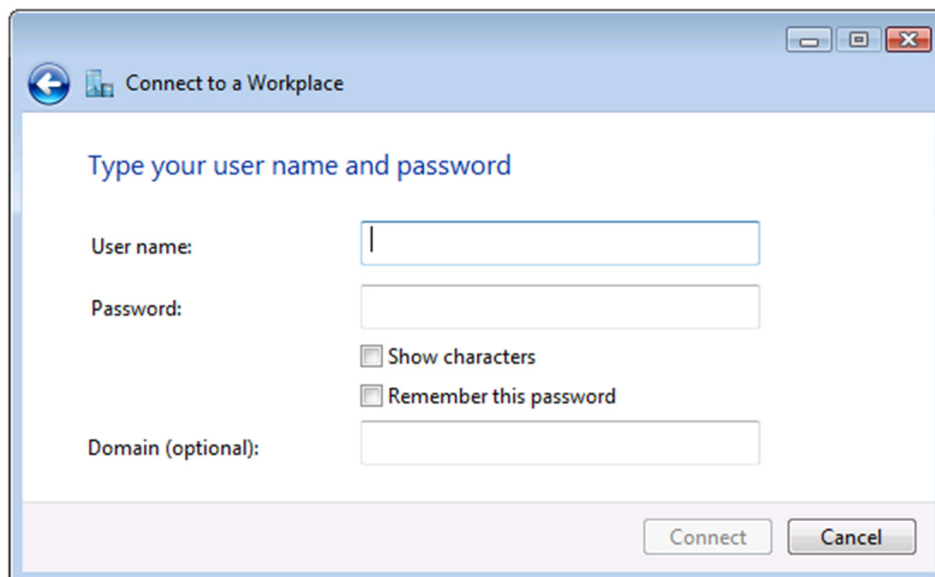 Connect to a Workplace
Type your user name and password
User name:
Password:
Show characters
Remember this password
Domain (optional):
Connect Cancel